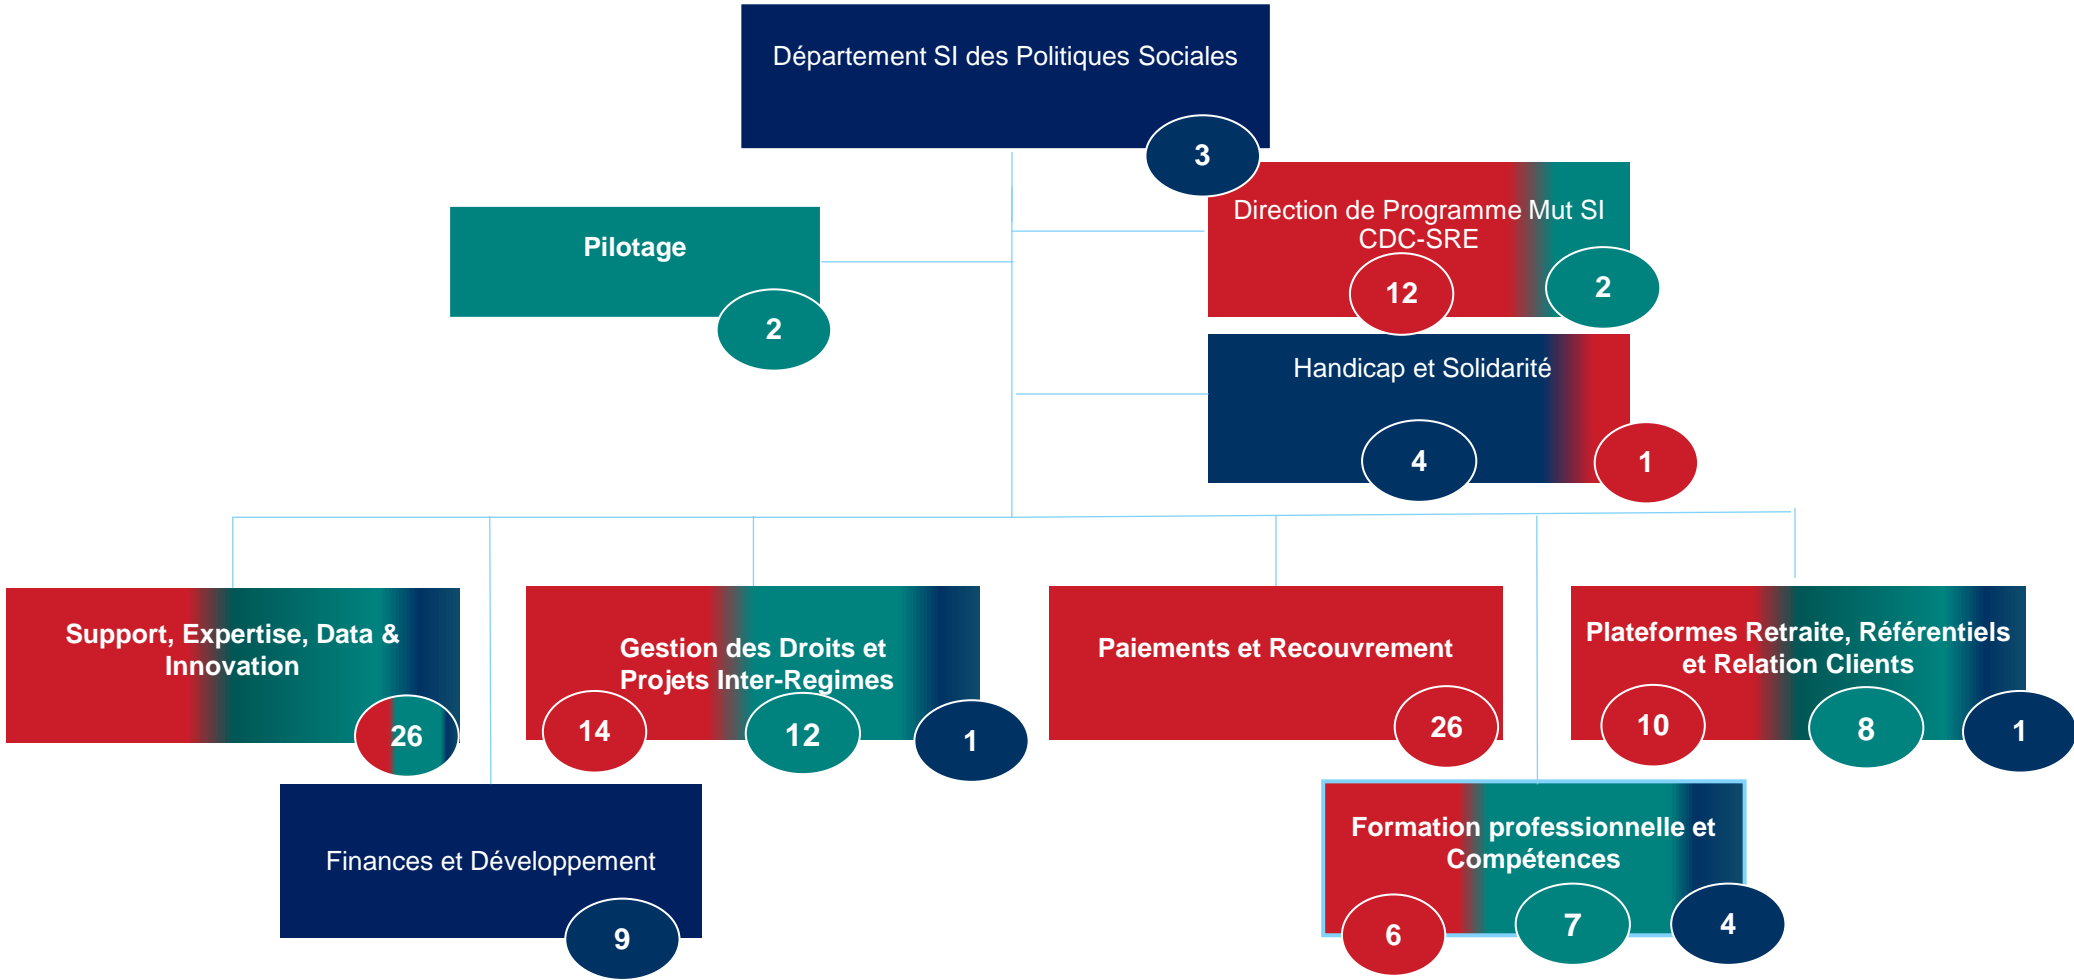 Département SI des Politiques Sociales
3
Pilotage
2
Direction de Programme Mut SI
CDC-SRE
12
2
Handicap et Solidarité
4
1
Support, Expertise, Data &
Innovation
26
Gestion des Droits et
Projets Inter-Regimes
14
12
1
Paiements et Recouvrement
26
Plateformes Retraite, Référentiels
et Relation Clients
10
8
1
Finances et Développement
9
Formation professionnelle et
Compétences
6
7
4